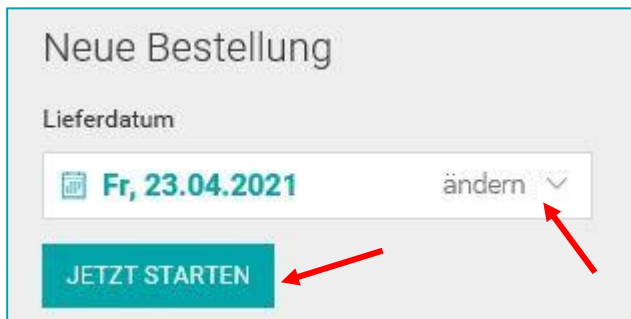 Neue Bestellung
Lieferdatum
Fr, 23.04.2021 ändern
JETZT STARTEN